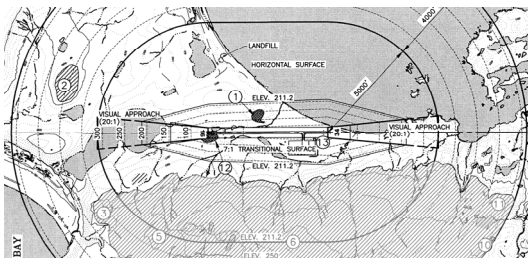 4000'
LANDFILL
HORIZONTAL SURFACE
5000'
2
1
ELEV. 211.2
VISUAL APPROACH
(20:1)
VISUAL APPROACH
(20:1)
250
200
150
100
34
13
7:1 TRANSITIONAL SURFACE
12
ELEV. 211.2
3
11
5
ELEV. 211.2
6
10
ELEV. 250
BAY